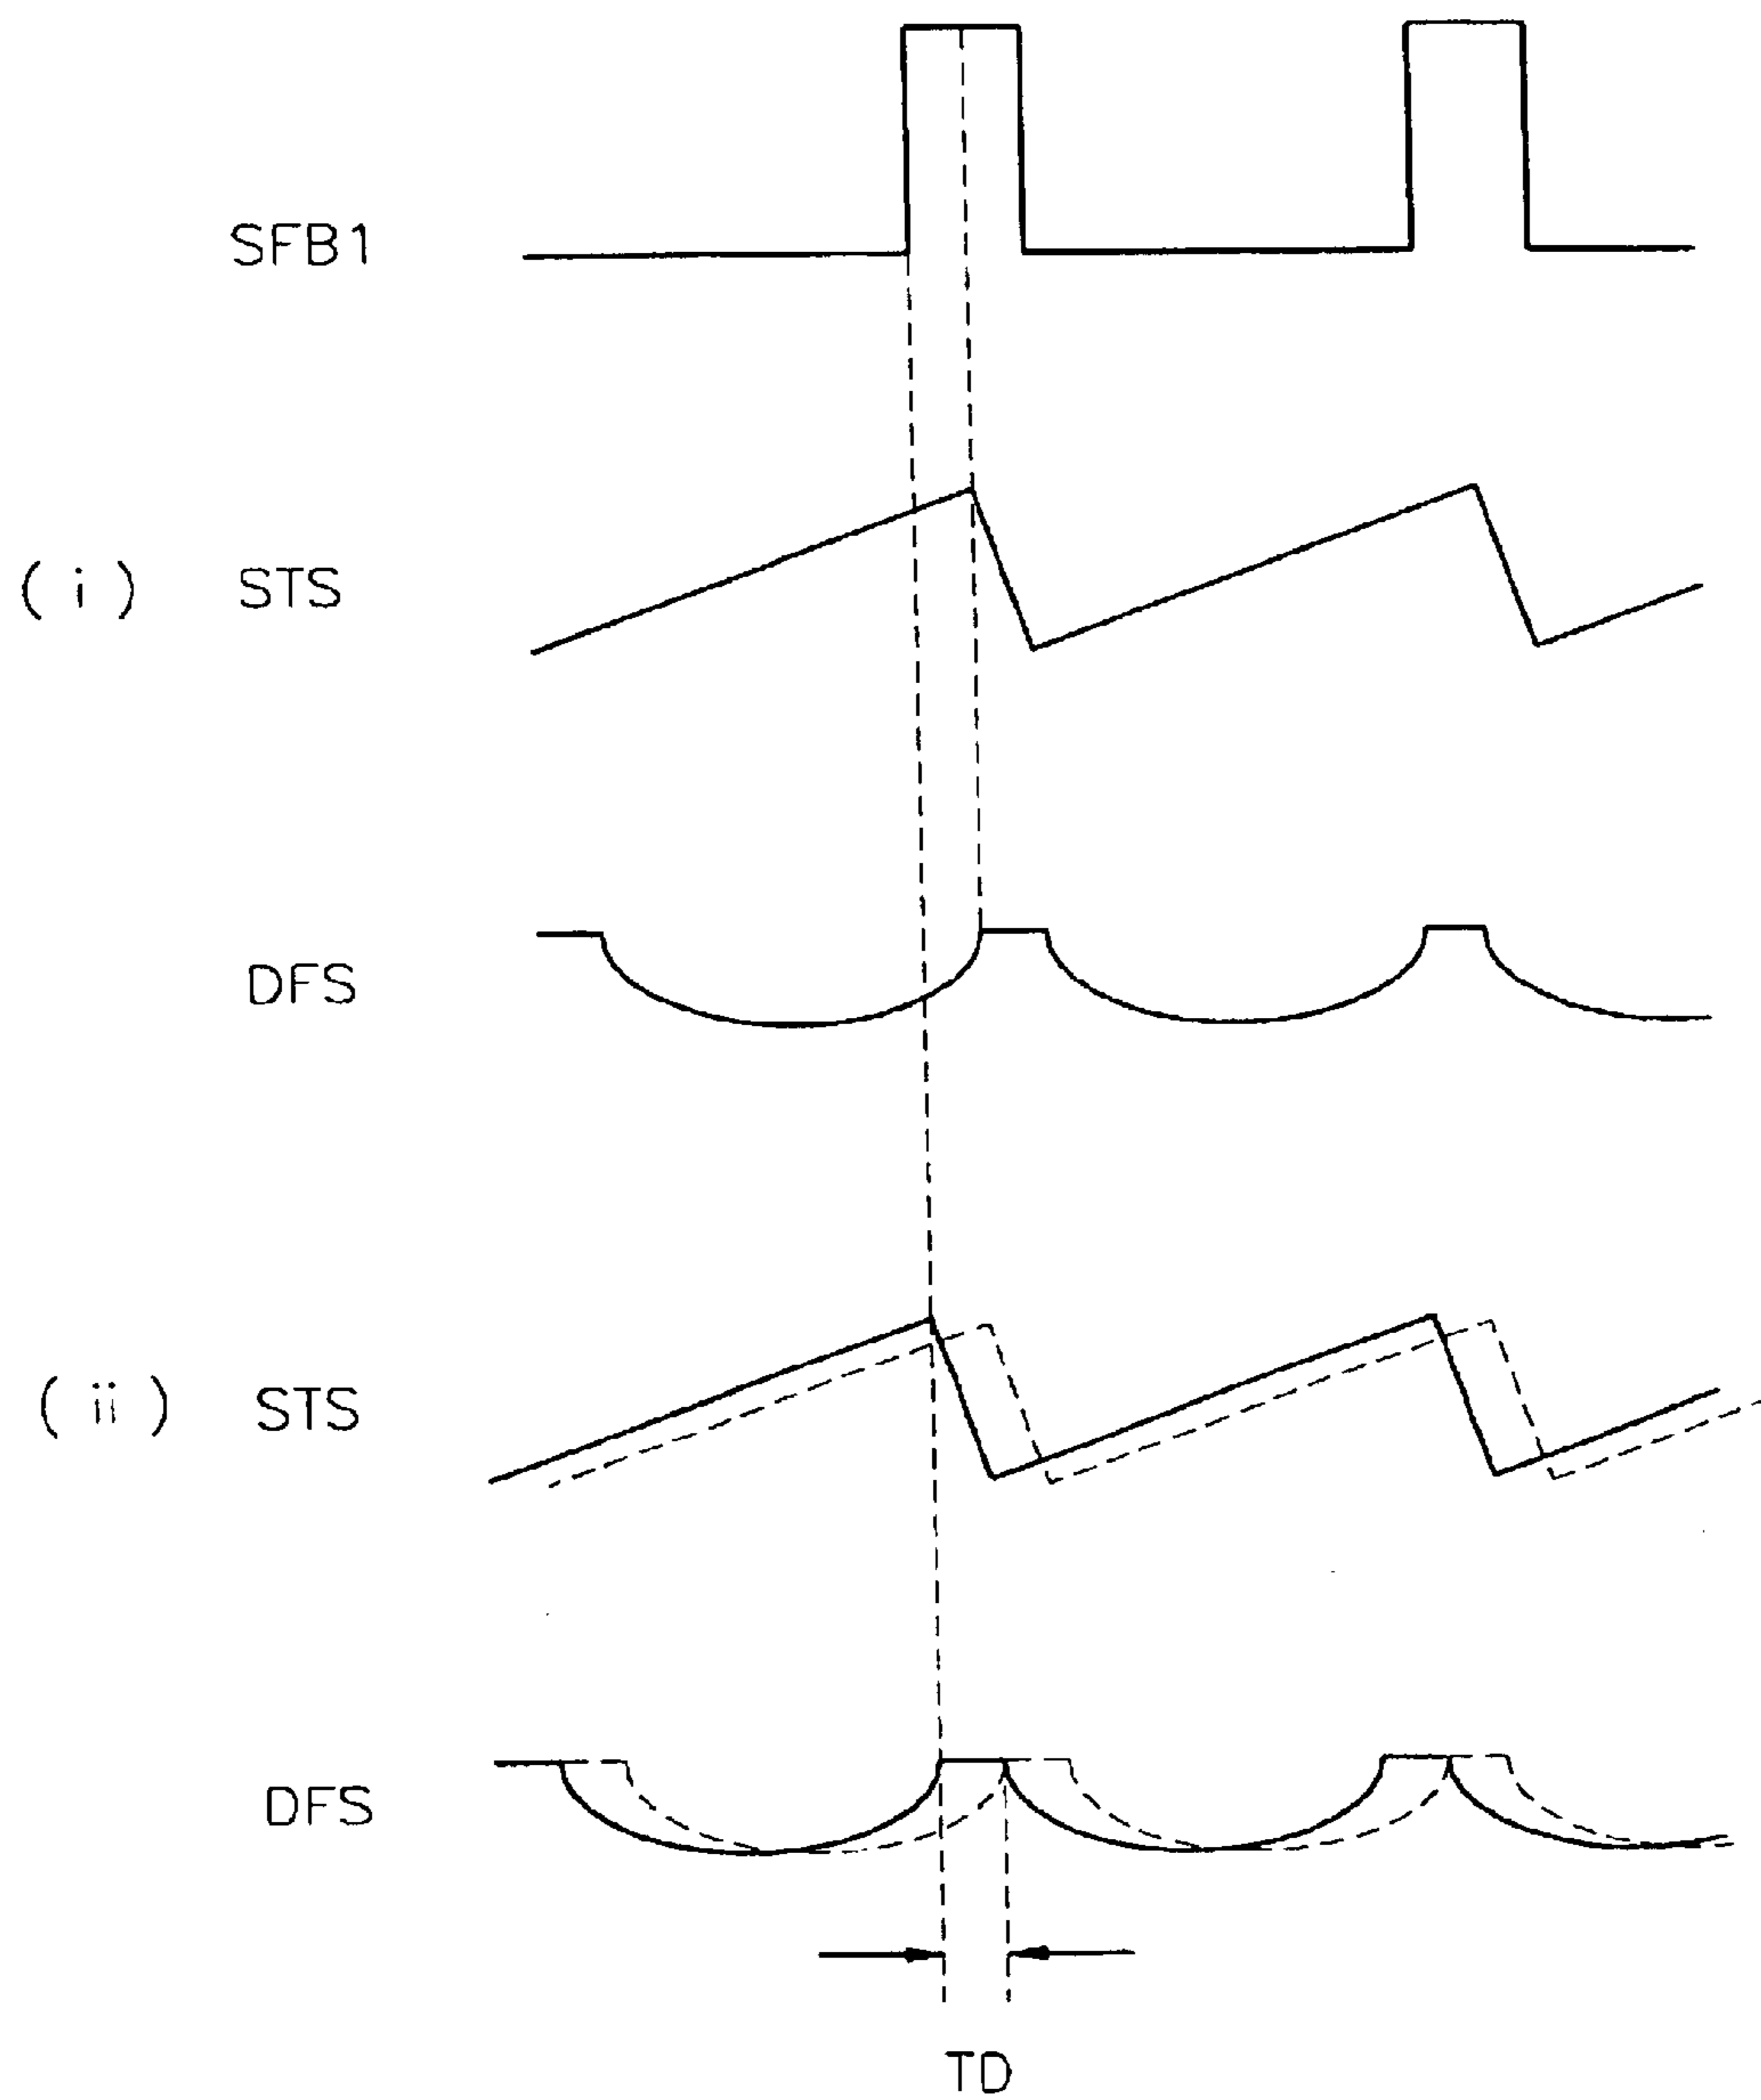 SFB1
( i ) STS
DFS
( ii ) STS
DFS
TD